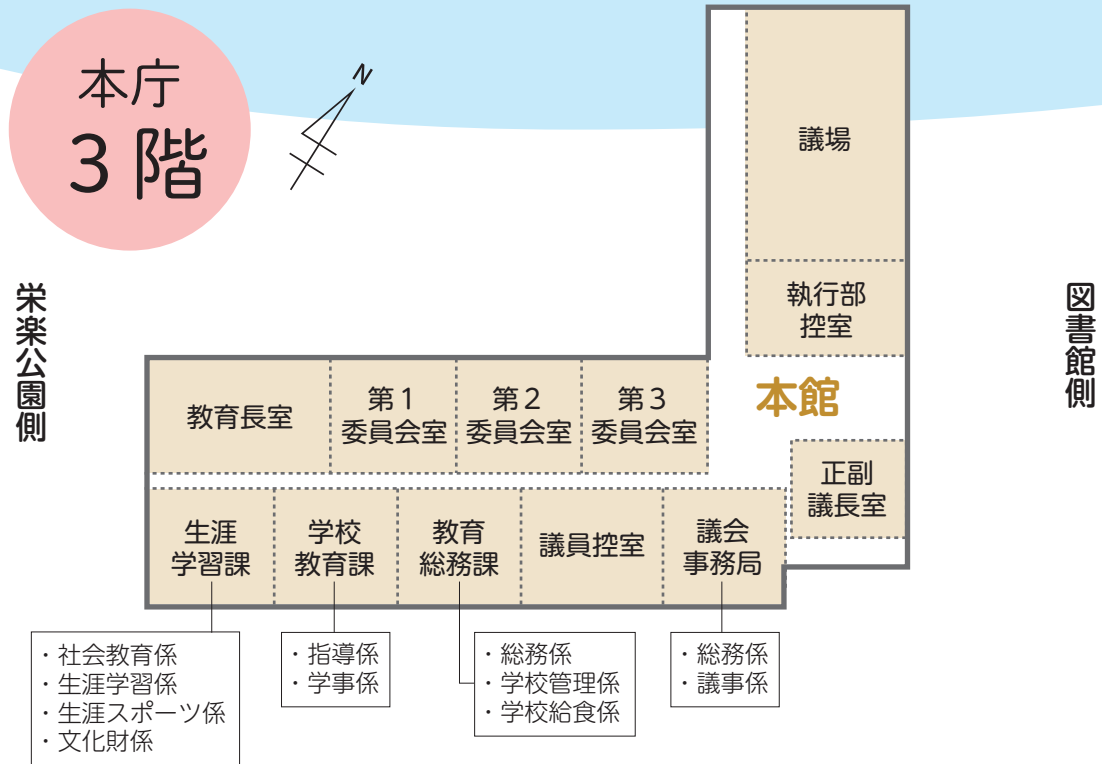 本庁
3階
N
栄楽公園側
図書館側
議場
執行部
控室
本館
教育長室
第1
委員会室
第2
委員会室
第3
委員会室
正副
議長室
生涯
学習課
学校
教育課
教育
総務課
議員控室
議会
事務局
・社会教育係
・生涯学習係
・生涯スポーツ係
・文化財係
・指導係
・学事係
・総務係
・学校管理係
・学校給食係
・総務係
・議事係